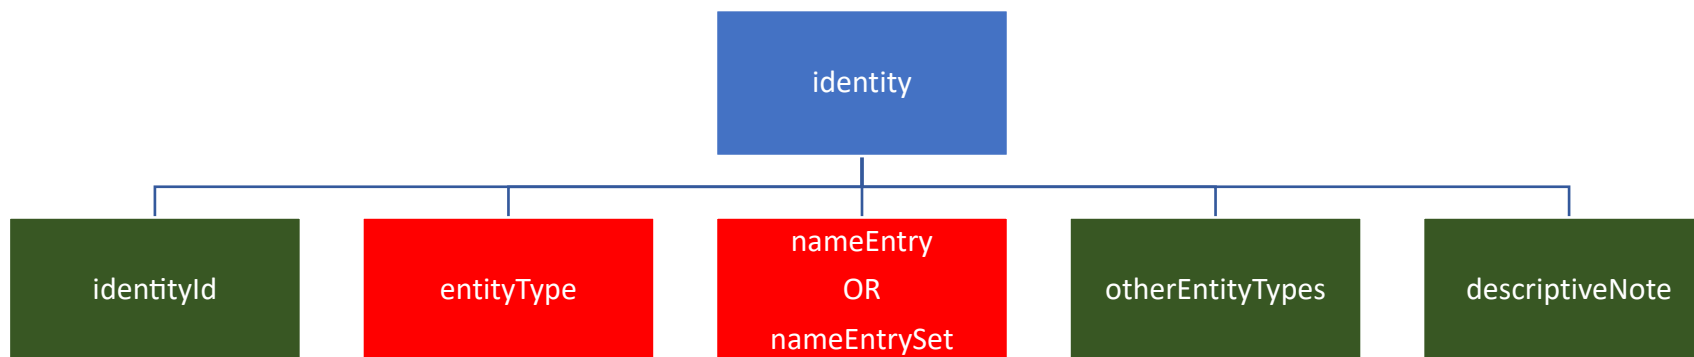 identity
identityId
entityType
nameEntry
OR
nameEntrySet
otherEntityTypes
descriptiveNote